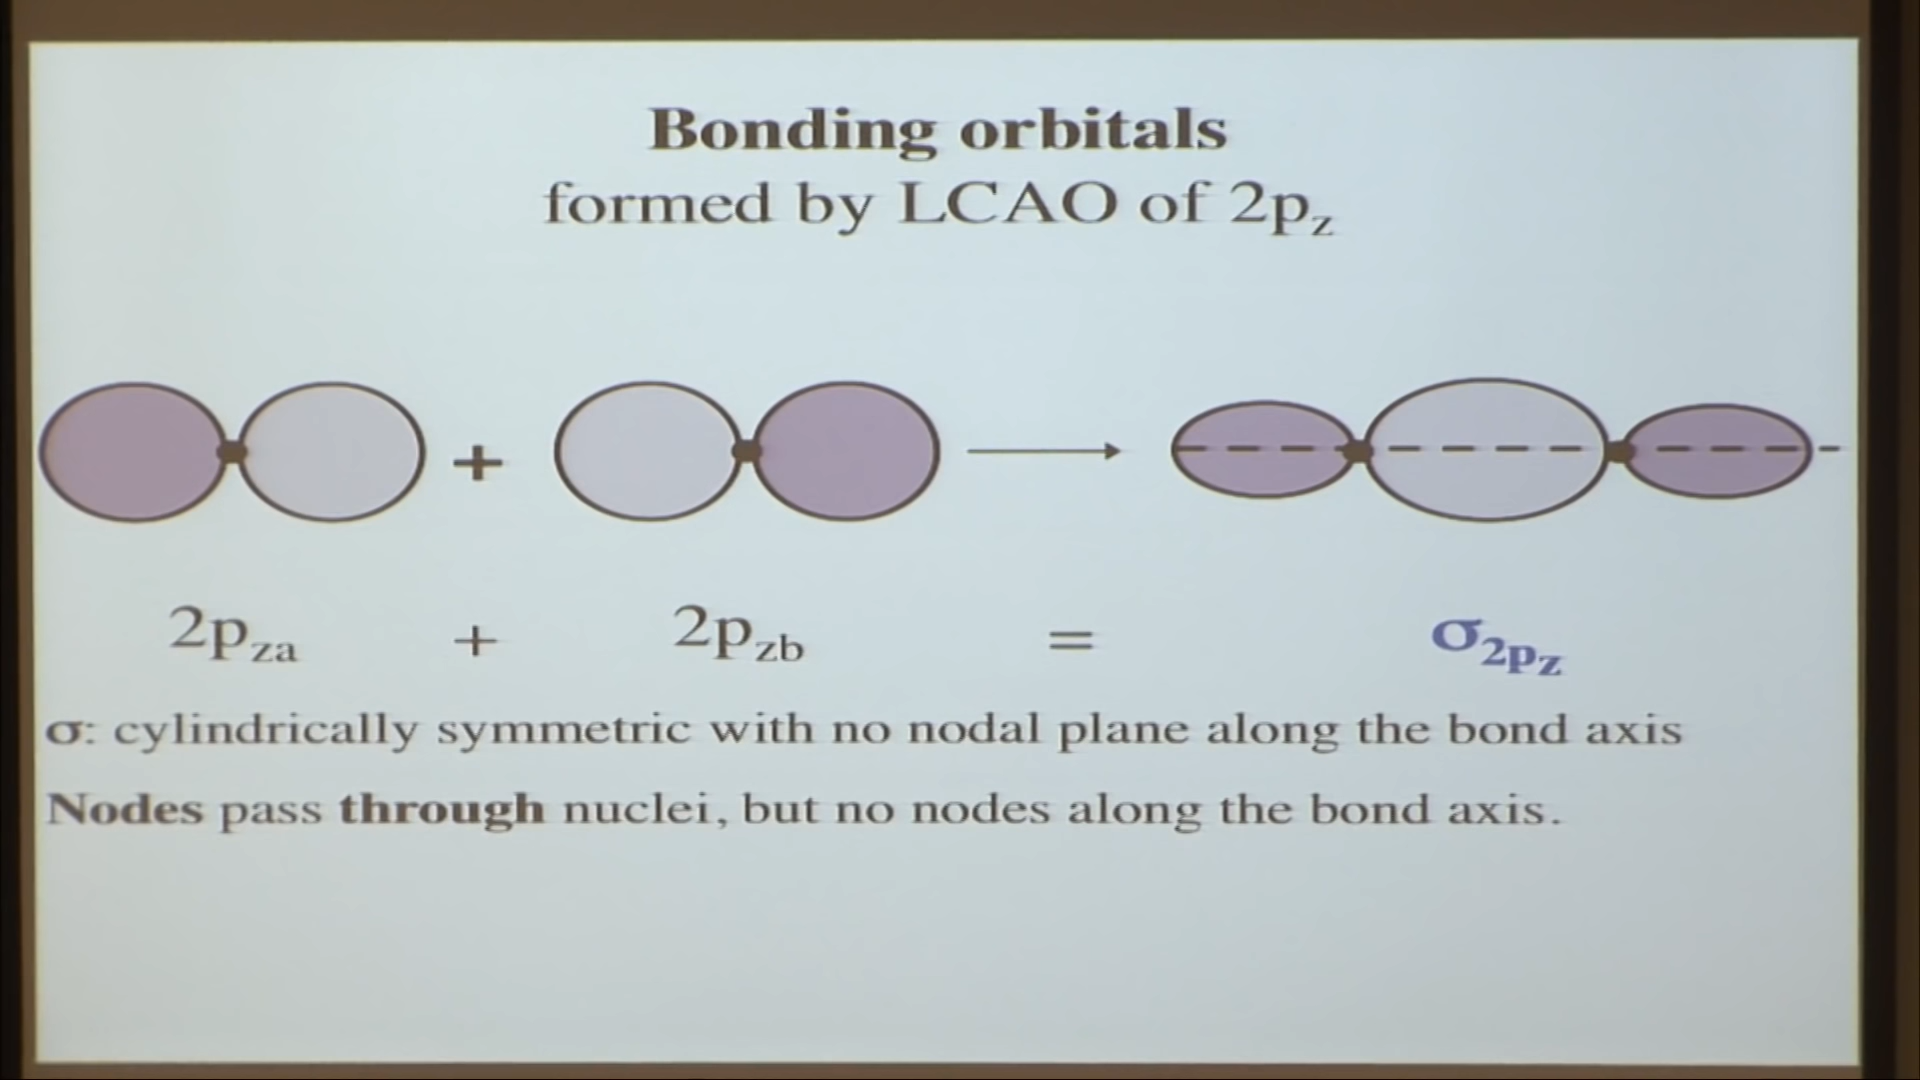 Bonding orbitals
formed by LCAO of 2p_z
+
2p_za + 2p_zb = σ_2p_z
σ: cylindrically symmetric with no nodal plane along the bond axis
Nodes pass through nuclei, but no nodes along the bond axis.